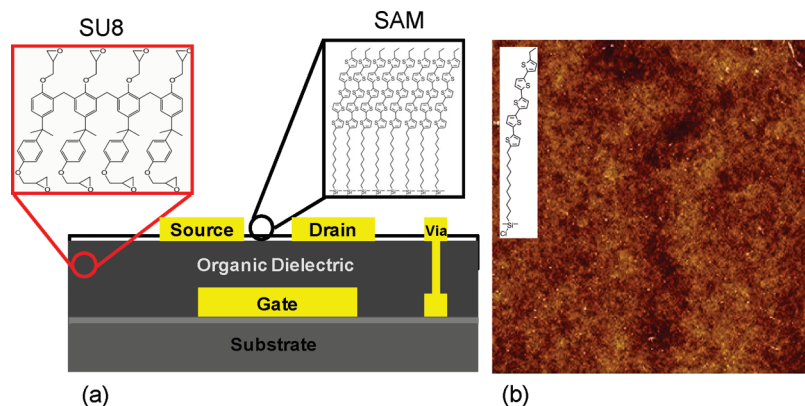 SU8
SAM
Source
Drain
Via
Organic Dielectric
Gate
Substrate
(a)
(b)